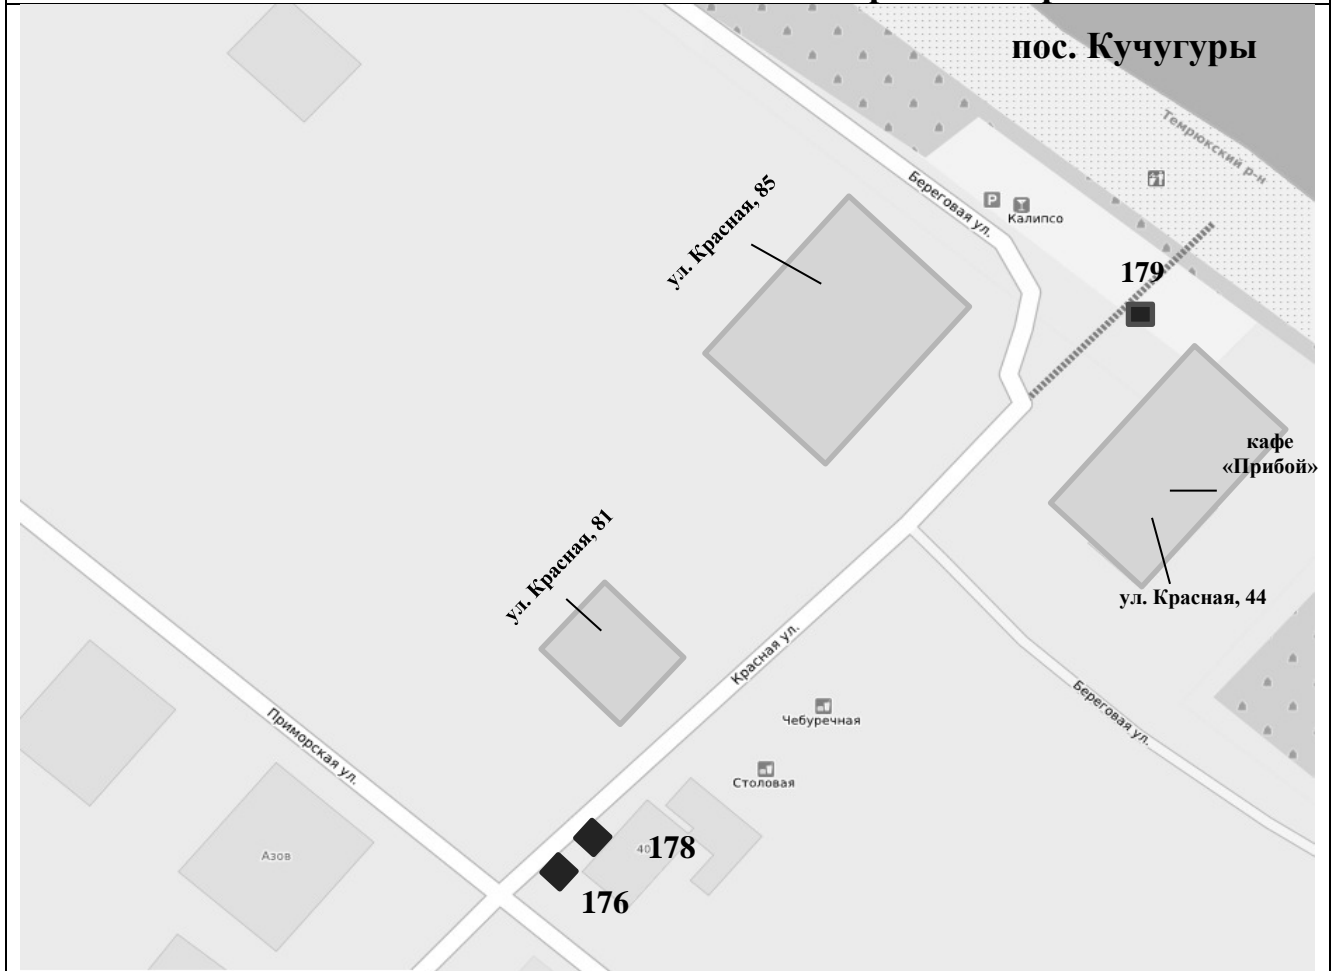 пос. Кучугуры
Темрюкский р-н
Береговая ул.
P
Калипсо
ул. Красная, 85
179
кафе
«Прибой»
ул. Красная, 81
ул. Красная, 44
Красная ул.
Чебуречная
Береговая ул.
Приморская ул.
Столовая
40
178
Азов
176